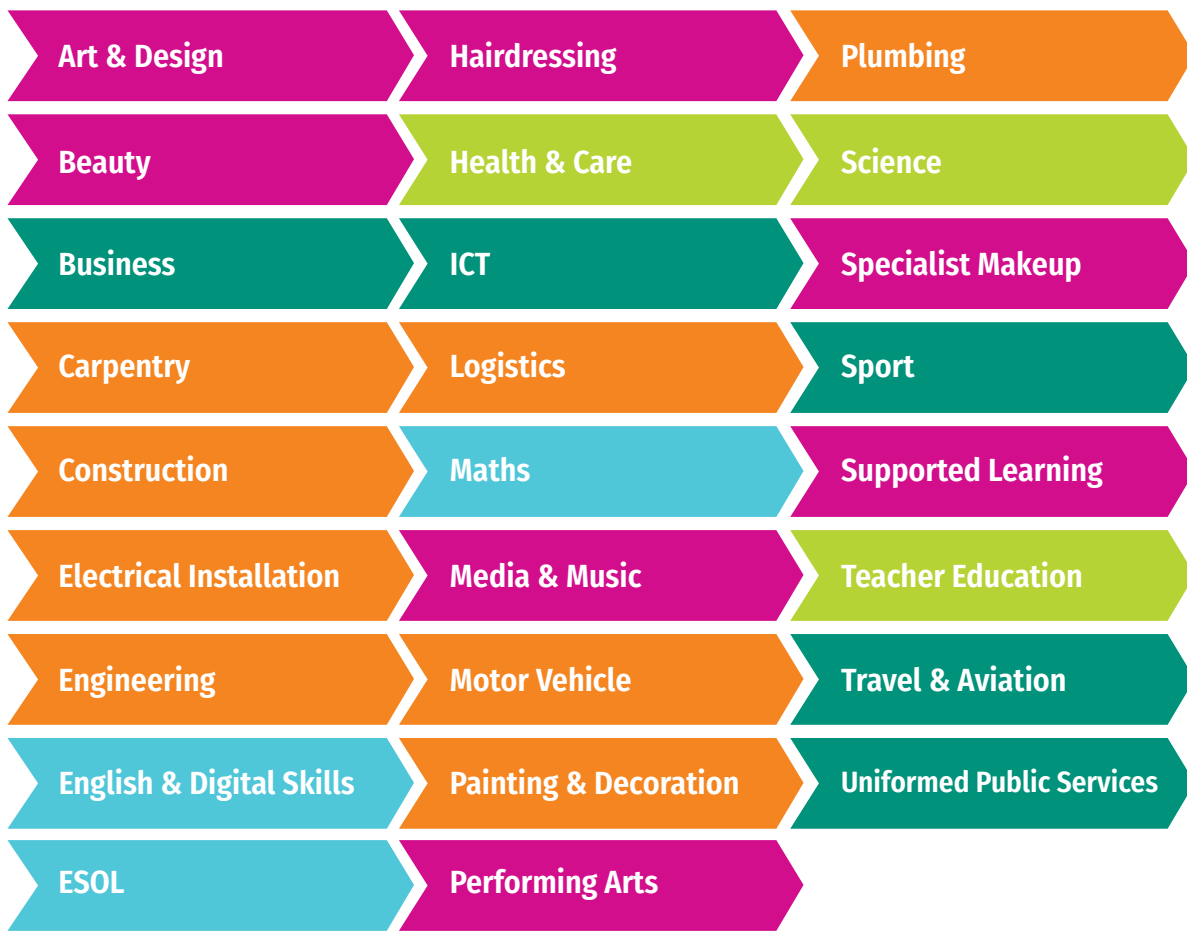 Art & Design
Beauty
Business
Carpentry
Construction
Electrical Installation
Engineering
English & Digital Skills
ESOL
Hairdressing
Health & Care
ICT
Logistics
Maths
Media & Music
Motor Vehicle
Painting & Decoration
Performing Arts
Plumbing
Science
Specialist Makeup
Sport
Supported Learning
Teacher Education
Travel & Aviation
Uniformed Public Services